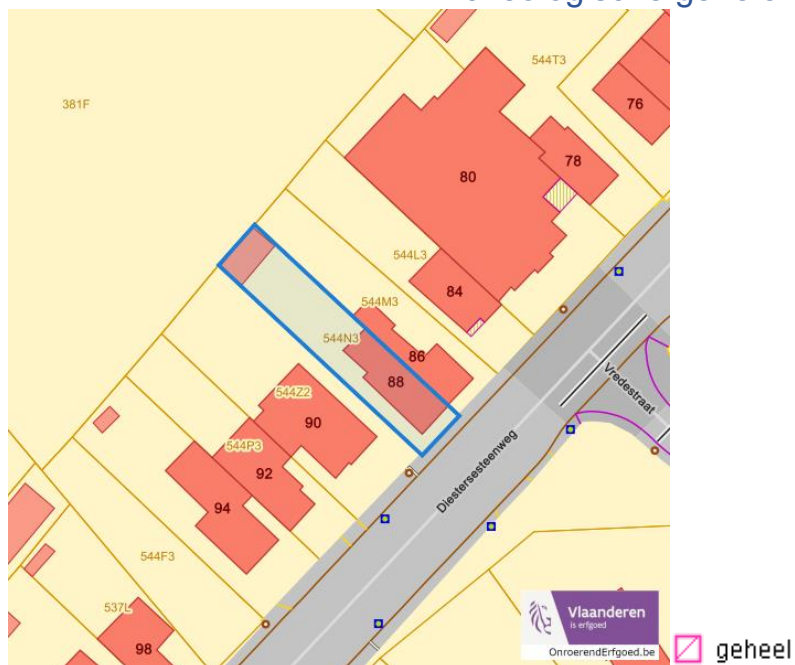 544T3
381F
76
78
80
544L3
84
544M3
544N3
86
88
Vredestraat
544Z2
90
544P3
92
Diestersesteenweg
94
544F3
537L
98
Vlaanderen
is erfgoed
OnroerendErfgoed.be
geheel